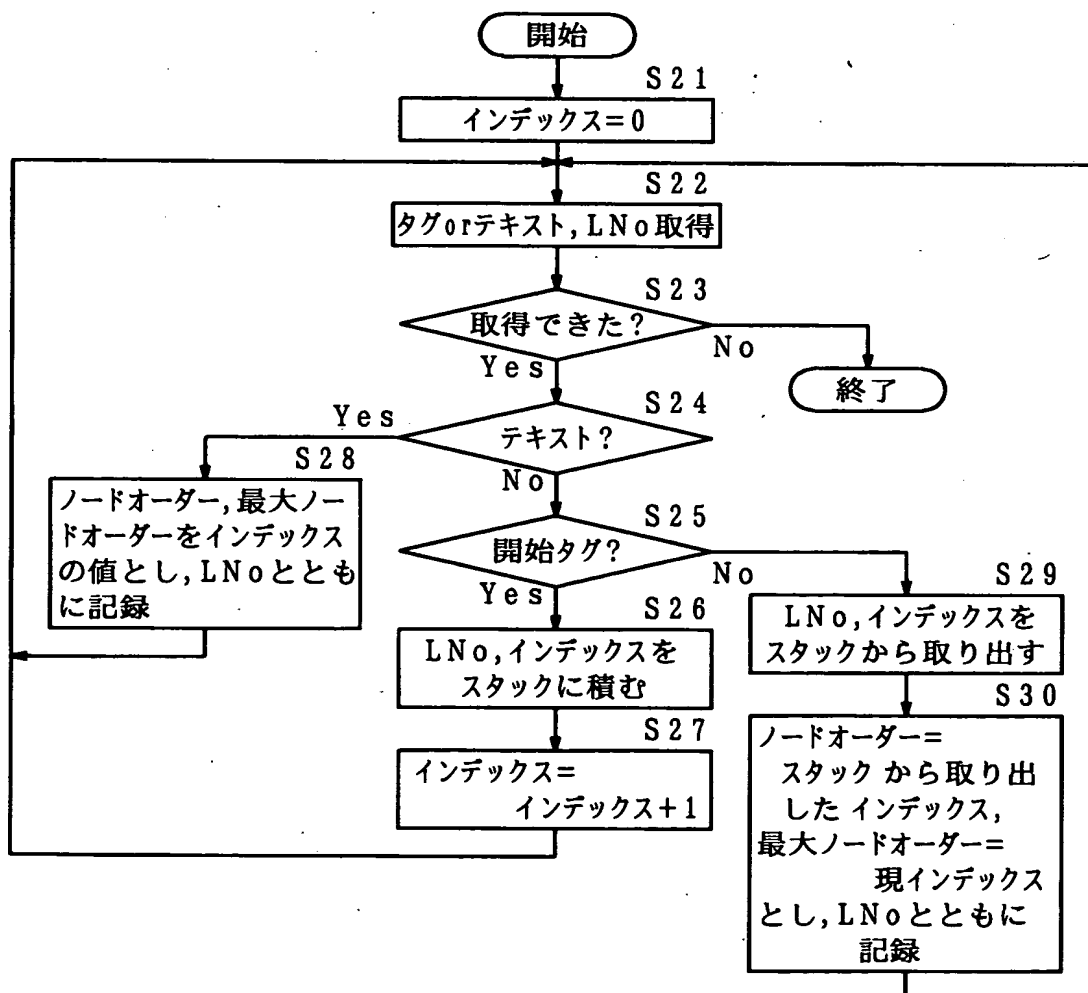 開始
S21
インデックス=0
S22
タグorテキスト,LNo取得
S23
取得できた?
No
Yes
終了
S24
テキスト?
Yes
No
S28
ノードオーダー,最大ノー
ドオーダーをインデックス
の値とし,LNoととも
に記録
S25
開始タグ?
No
Yes
S26
LNo,インデックスを
スタックに積む
S27
インデックス=
インデックス+1
S29
LNo,インデックスを
スタックから取り出す
S30
ノードオーダー=
スタックから取り出
したインデックス,
最大ノードオーダー=
現インデックス
とし,LNoとともに
記録